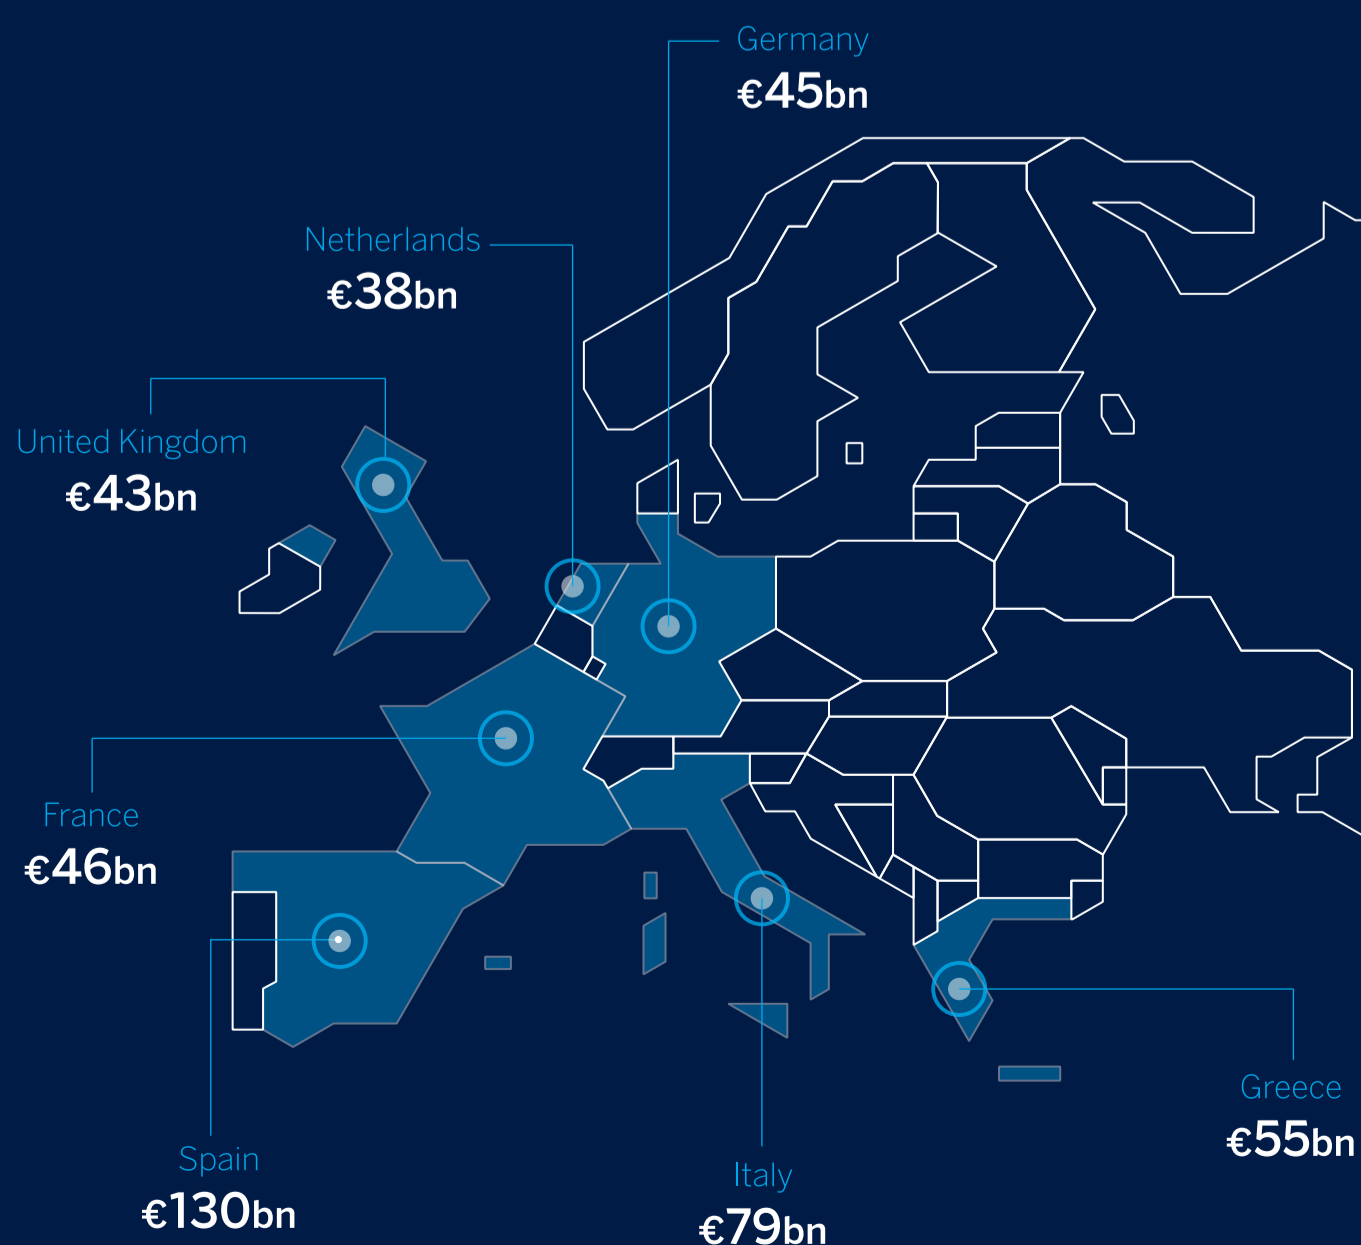 Germany
€45bn
Netherlands
€38bn
United Kingdom
€43bn
France
€46bn
Spain
€130bn
Italy
€79bn
Greece
€55bn